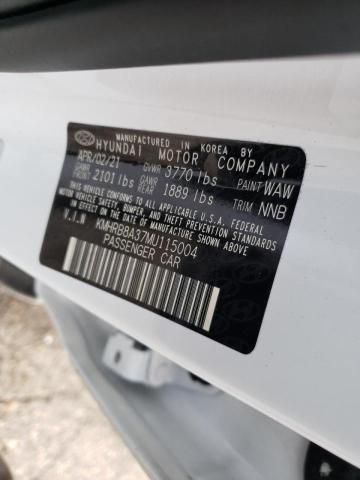 MANUFACTURED IN KOREA BY
HYUNDAI MOTOR COMPANY
APR/02/21 GVWR 3770 lbs PAINT WAW
GAWR FRONT 2101 lbs GAWR REAR 1889 lbs TRIM NNB
THIS VEHICLE CONFORMS TO ALL APPLICABLE U.S.A. FEDERAL
MOTOR VEHICLE SAFETY, BUMPER, AND THEFT PREVENTION
STANDARDS IN EFFECT ON THE DATE OF MANUFACTURE SHOWN ABOVE.
V.I.N KMHRB8A37MU115004
PASSENGER CAR